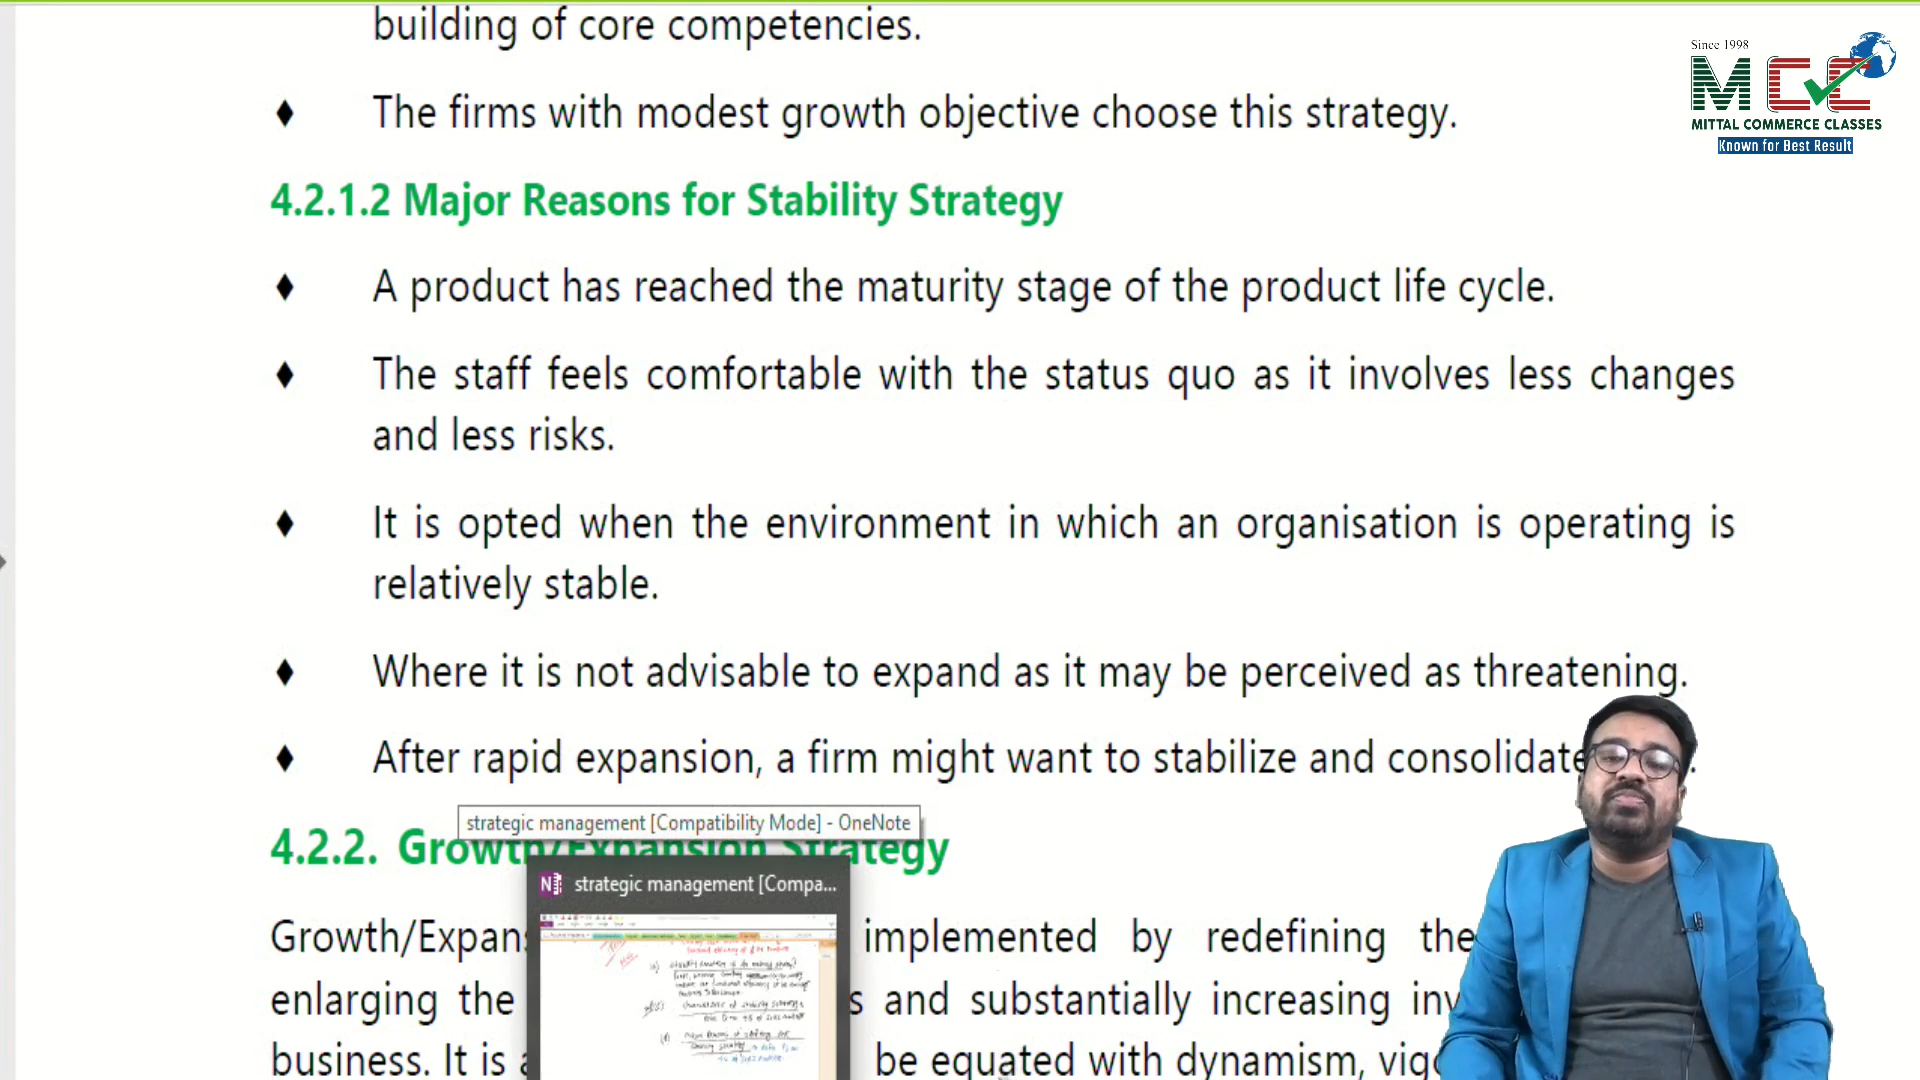 building of core competencies.
Since 1998
MCC
MITTAL COMMERCE CLASSES
Known for Best Result
♦ The firms with modest growth objective choose this strategy.
4.2.1.2 Major Reasons for Stability Strategy
♦ A product has reached the maturity stage of the product life cycle.
♦ The staff feels comfortable with the status quo as it involves less changes
and less risks.
♦ It is opted when the environment in which an organisation is operating is
relatively stable.
♦ Where it is not advisable to expand as it may be perceived as threatening.
♦ After rapid expansion, a firm might want to stabilize and consolidate
strategic management [Compatibility Mode] - OneNote
4.2.2. Growth/Expansion Strategy
strategic management [Compa...
Growth/Expans implemented by redefining the
enlarging the s and substantially increasing inv
business. It is a be equated with dynamism, vigo